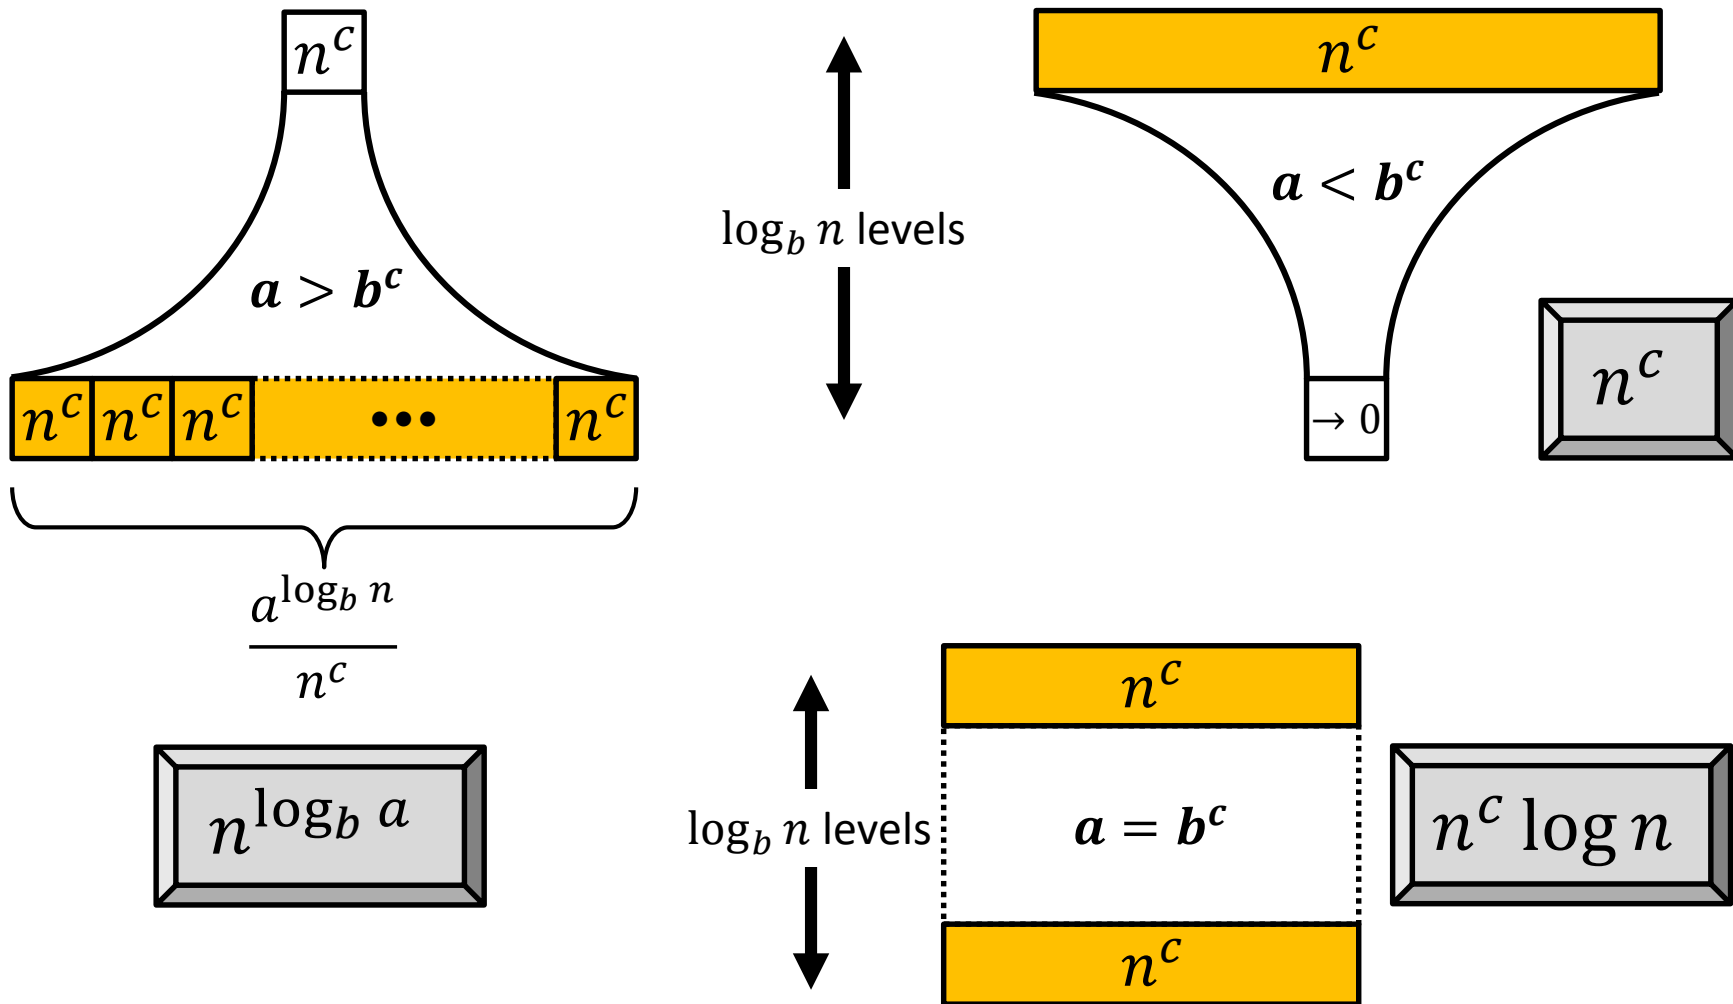 n^c
a > b^c
n^c n^c n^c ••• n^c
a^{log_b n}
n^c
n^{log_b a}
log_b n levels
n^c
a < b^c
→ 0
n^c
log_b n levels
n^c
a = b^c
n^c
n^c log n